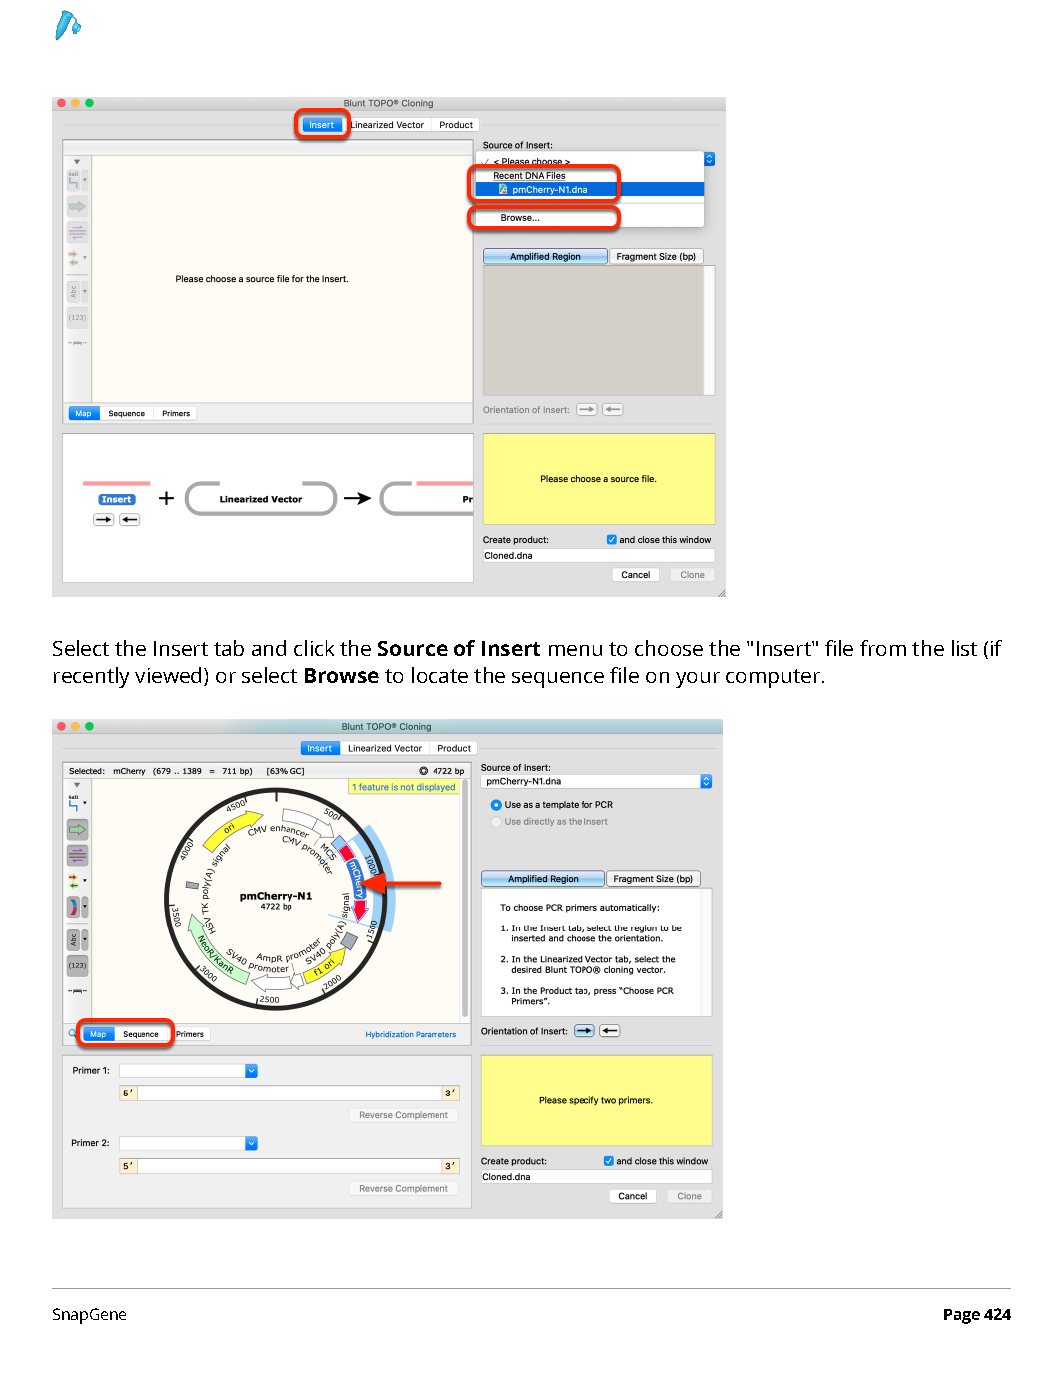 Blunt TOPO® Cloning
Insert Linearized Vector Product
Source of Insert:
< Please choose >
Recent DNA Files
pmCherry-N1.dna
Browse...
Please choose a source file for the Insert.
Amplified Region Fragment Size (bp)
Orientation of Insert:
Map Sequence Primers
Insert + Linearized Vector Pr
Please choose a source file.
Create product: and close this window
Cloned.dna
Cancel Clone
Select the Insert tab and click the Source of Insert menu to choose the "Insert" file from the list (if
recently viewed) or select Browse to locate the sequence file on your computer.
Blunt TOPO® Cloning
Insert Linearized Vector Product
Selected: mCherry (679 .. 1389 = 711 bp) [63% GC] 4722 bp
1 feature is not displayed
Source of Insert:
pmCherry-N1.dna
Use as a template for PCR
Use directly as the Insert
SalI
Abc
(123)
4500
500
1000
1500
2000
2500
3000
3500
4000
ori
CMV enhancer
CMV promoter
MCS
mCherry
SV40 poly(A) signal
f1 ori
AmpR promoter
SV40 promoter
NeoR/KanR
HSV TK poly(A) signal
pmCherry-N1
4722 bp
Amplified Region Fragment Size (bp)
To choose PCR primers automatically:
1. In the Insert tab, select the region to be
inserted and choose the orientation.
2. In the Linearized Vector tab, select the
desired Blunt TOPO® cloning vector.
3. In the Product tab, press "Choose PCR
Primers".
Orientation of Insert:
Map Sequence Primers Hybridization Parameters
Primer 1:
5' 3'
Reverse Complement
Primer 2:
5' 3'
Reverse Complement
Please specify two primers.
Create product: and close this window
Cloned.dna
Cancel Clone
SnapGene Page 424